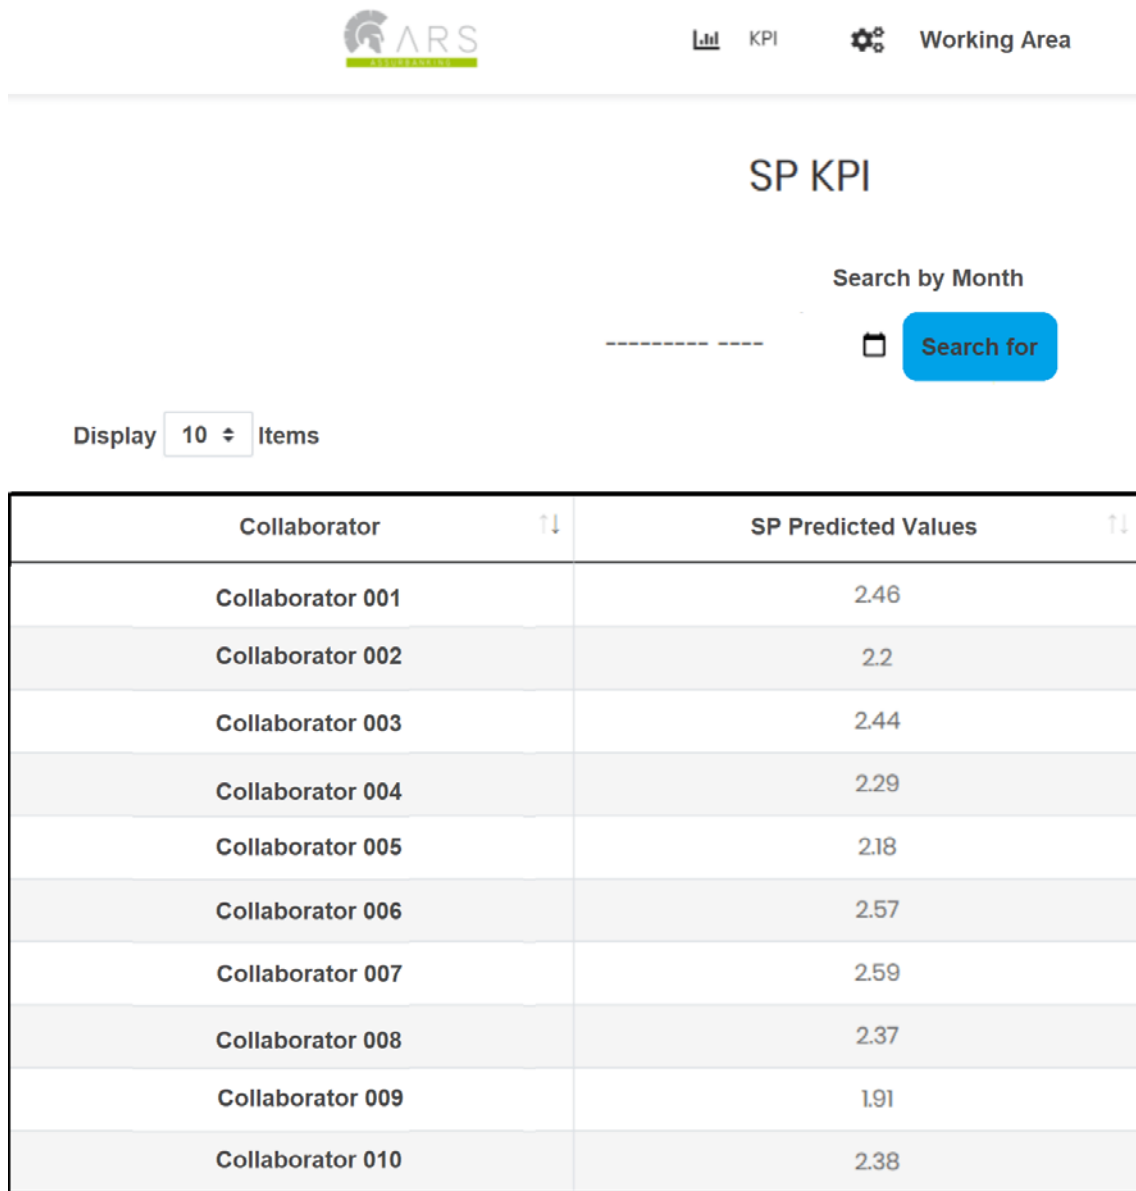 ARS
ASSURBANKING
KPI
Working Area
SP KPI
Search by Month
--------- ----
Search for
Display 10 Items
Collaborator SP Predicted Values
Collaborator 001 2.46
Collaborator 002 2.2
Collaborator 003 2.44
Collaborator 004 2.29
Collaborator 005 2.18
Collaborator 006 2.57
Collaborator 007 2.59
Collaborator 008 2.37
Collaborator 009 1.91
Collaborator 010 2.38